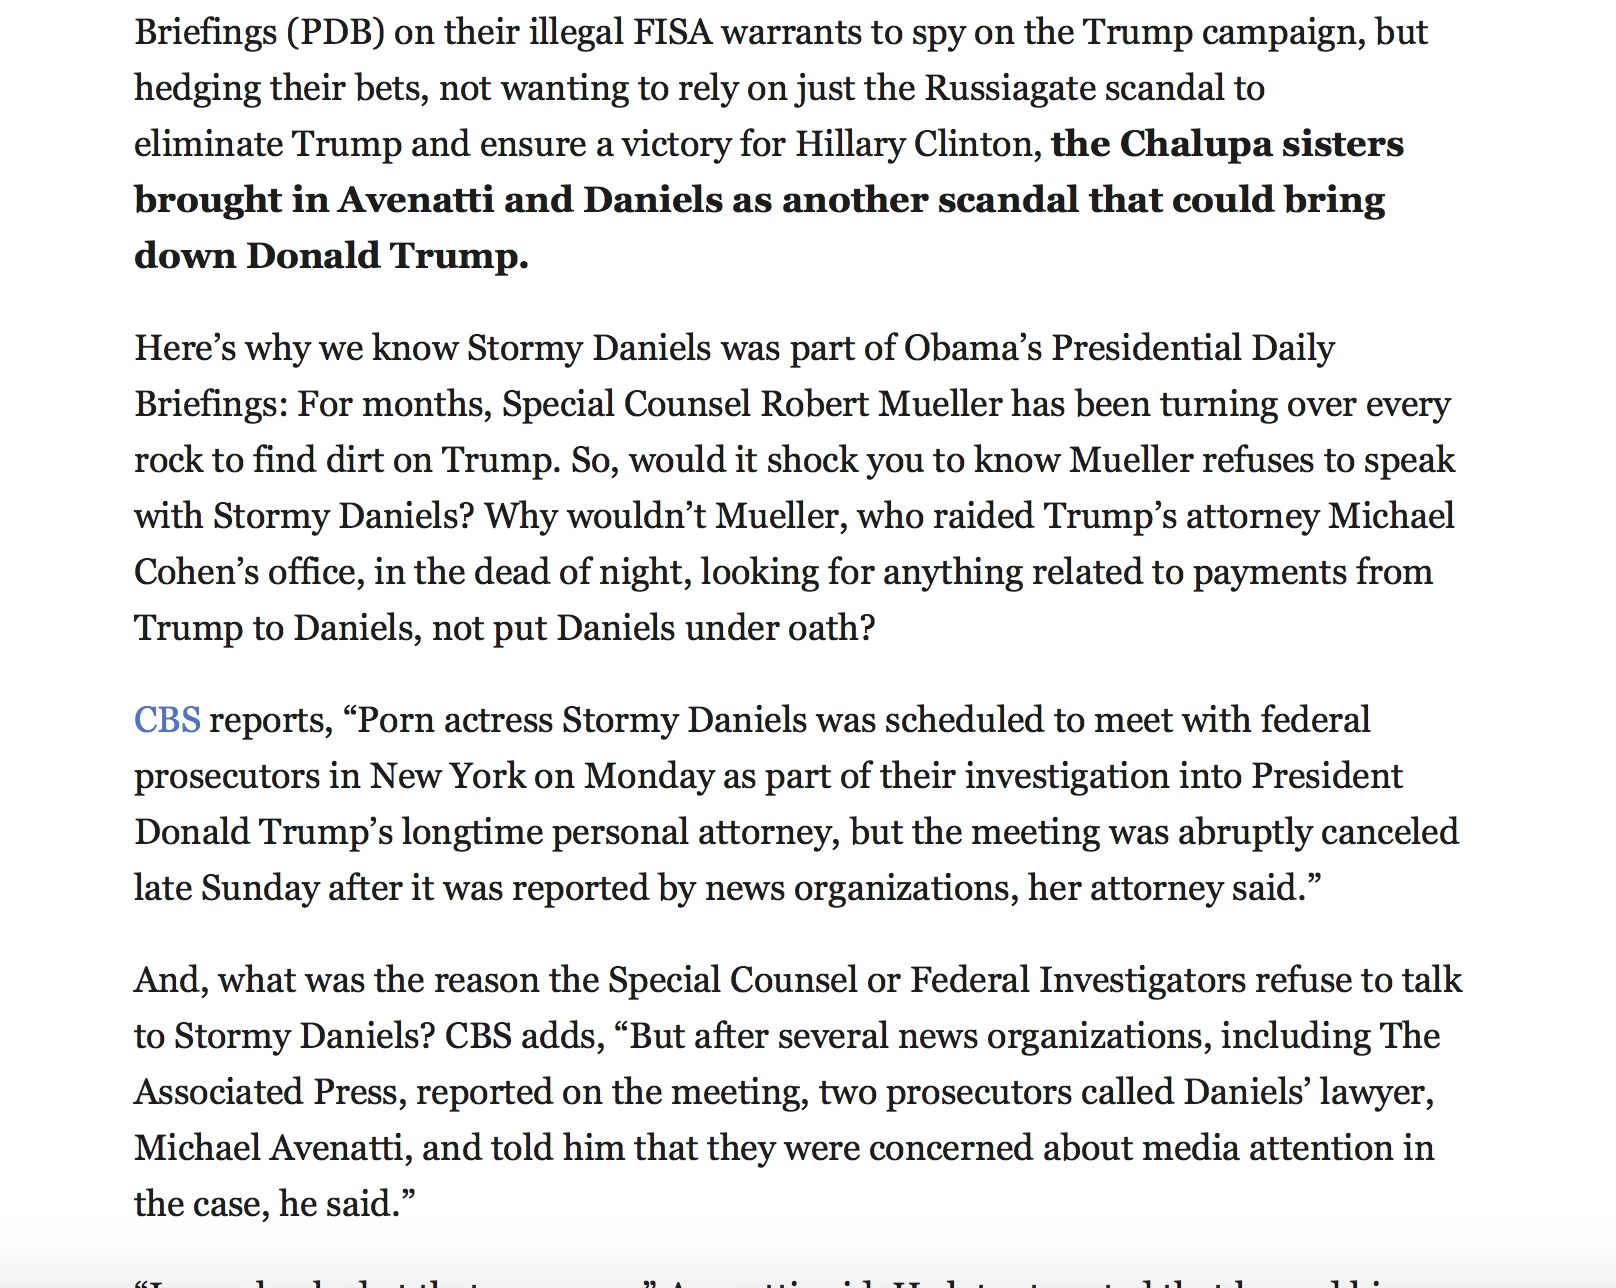 Briefings (PDB) on their illegal FISA warrants to spy on the Trump campaign, but
hedging their bets, not wanting to rely on just the Russiagate scandal to
eliminate Trump and ensure a victory for Hillary Clinton, the Chalupa sisters
brought in Avenatti and Daniels as another scandal that could bring
down Donald Trump.
Here’s why we know Stormy Daniels was part of Obama’s Presidential Daily
Briefings: For months, Special Counsel Robert Mueller has been turning over every
rock to find dirt on Trump. So, would it shock you to know Mueller refuses to speak
with Stormy Daniels? Why wouldn’t Mueller, who raided Trump’s attorney Michael
Cohen’s office, in the dead of night, looking for anything related to payments from
Trump to Daniels, not put Daniels under oath?
CBS reports, “Porn actress Stormy Daniels was scheduled to meet with federal
prosecutors in New York on Monday as part of their investigation into President
Donald Trump’s longtime personal attorney, but the meeting was abruptly canceled
late Sunday after it was reported by news organizations, her attorney said.”
And, what was the reason the Special Counsel or Federal Investigators refuse to talk
to Stormy Daniels? CBS adds, “But after several news organizations, including The
Associated Press, reported on the meeting, two prosecutors called Daniels’ lawyer,
Michael Avenatti, and told him that they were concerned about media attention in
the case, he said.”